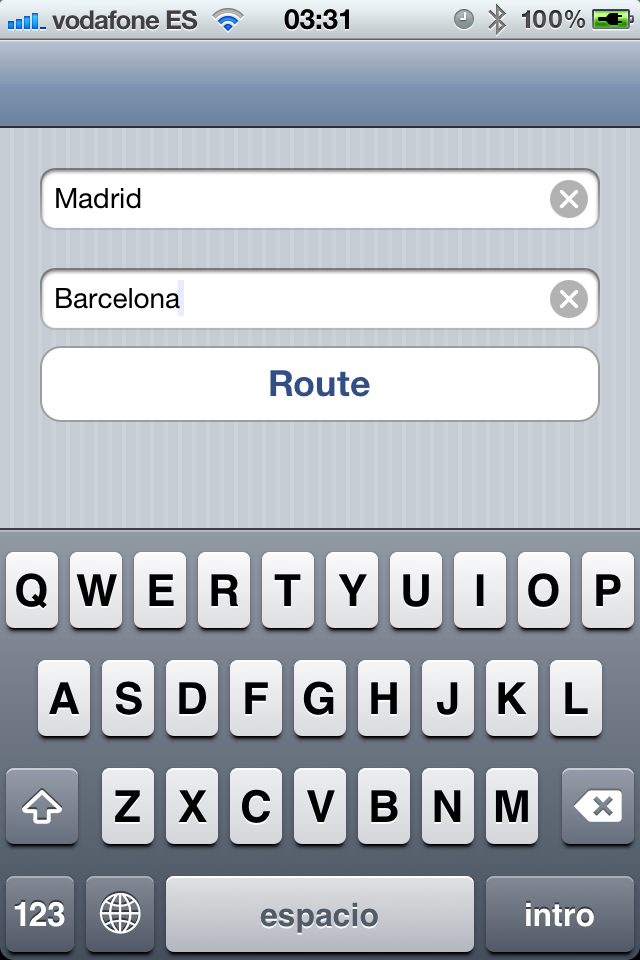 vodafone ES 03:31 100%
Madrid
Barcelona
Route
Q W E R T Y U I O P
A S D F G H J K L
Z X C V B N M
123 espacio intro